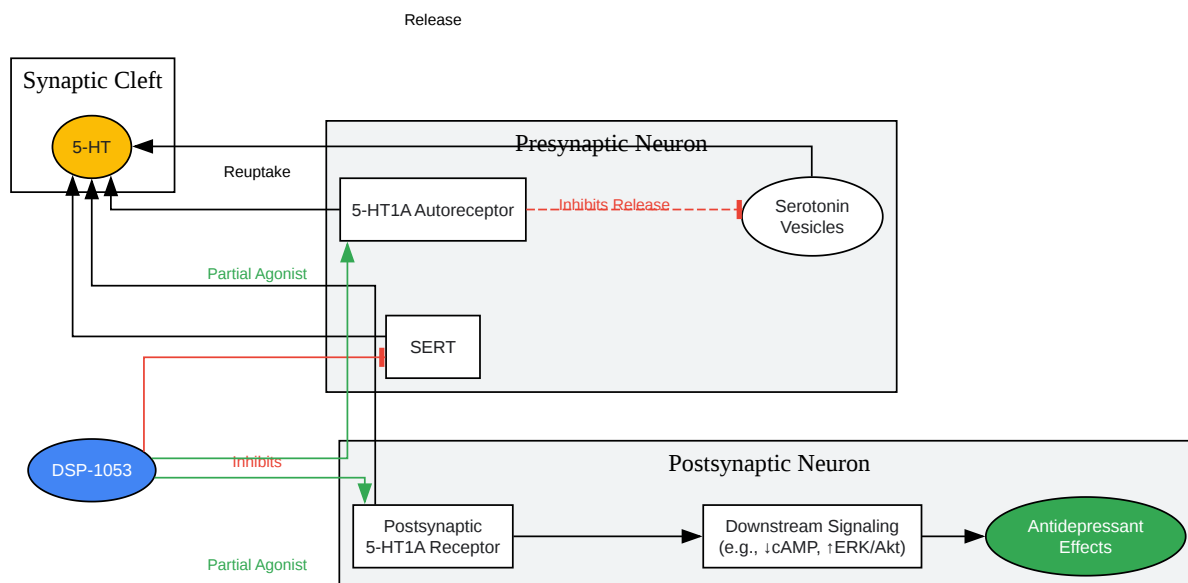 Release
Synaptic Cleft
5-HT
Presynaptic Neuron
Reuptake
5-HT1A Autoreceptor
Inhibits Release
Serotonin
Vesicles
Partial Agonist
SERT
DSP-1053
Inhibits
Postsynaptic Neuron
Postsynaptic
5-HT1A Receptor
Downstream Signaling
(e.g., ↓cAMP, ↑ERK/Akt)
Antidepressant
Effects
Partial Agonist